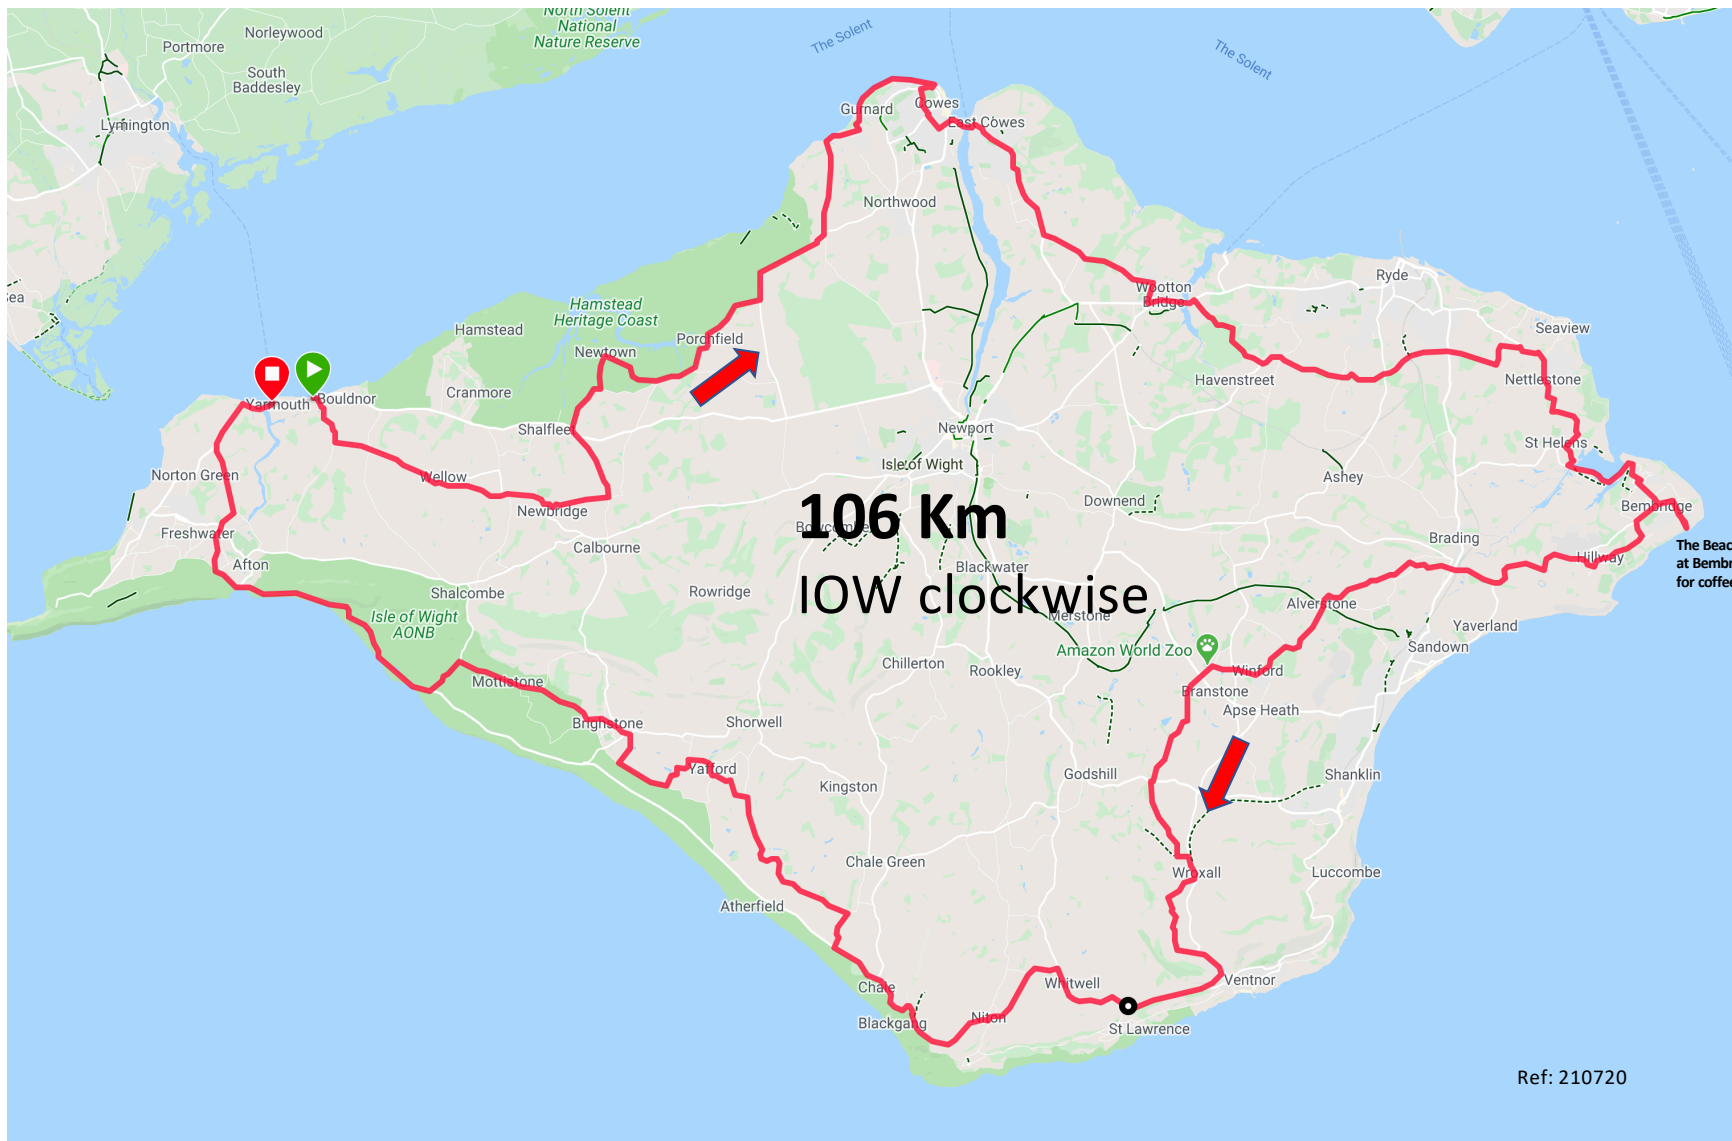 North Solent
National
Nature Reserve
The Solent
The Solent
Norleywood
Portmore
South
Baddesley
Lymington
Gurnard
Cowes
East Cowes
Northwood
Wootton
Bridge
Ryde
Seaview
Hamstead
Heritage Coast
Hamstead
Porchfield
Newtown
Cranmore
Yarmouth
Bouldnor
Shalfleet
Havenstreet
Nettlestone
Newport
St Helens
Isle of Wight
Norton Green
Wellow
Ashey
Newbridge
Downend
Bembridge
106 Km
Freshwater
Calbourne
Brading
The Beac
at Bembr
for coffee
Hillway
Afton
Blackwater
Shalcombe
Rowridge
IOW clockwise
Merstone
Alverstone
Isle of Wight
AONB
Yaverland
Sandown
Amazon World Zoo
Chillerton
Rookley
Winford
Mottistone
Branstone
Apse Heath
Brighstone
Shorwell
Yafford
Kingston
Godshill
Shanklin
Chale Green
Wroxall
Luccombe
Atherfield
Chale
Whitwell
Ventnor
Blackgang
Niton
St Lawrence
Ref: 210720